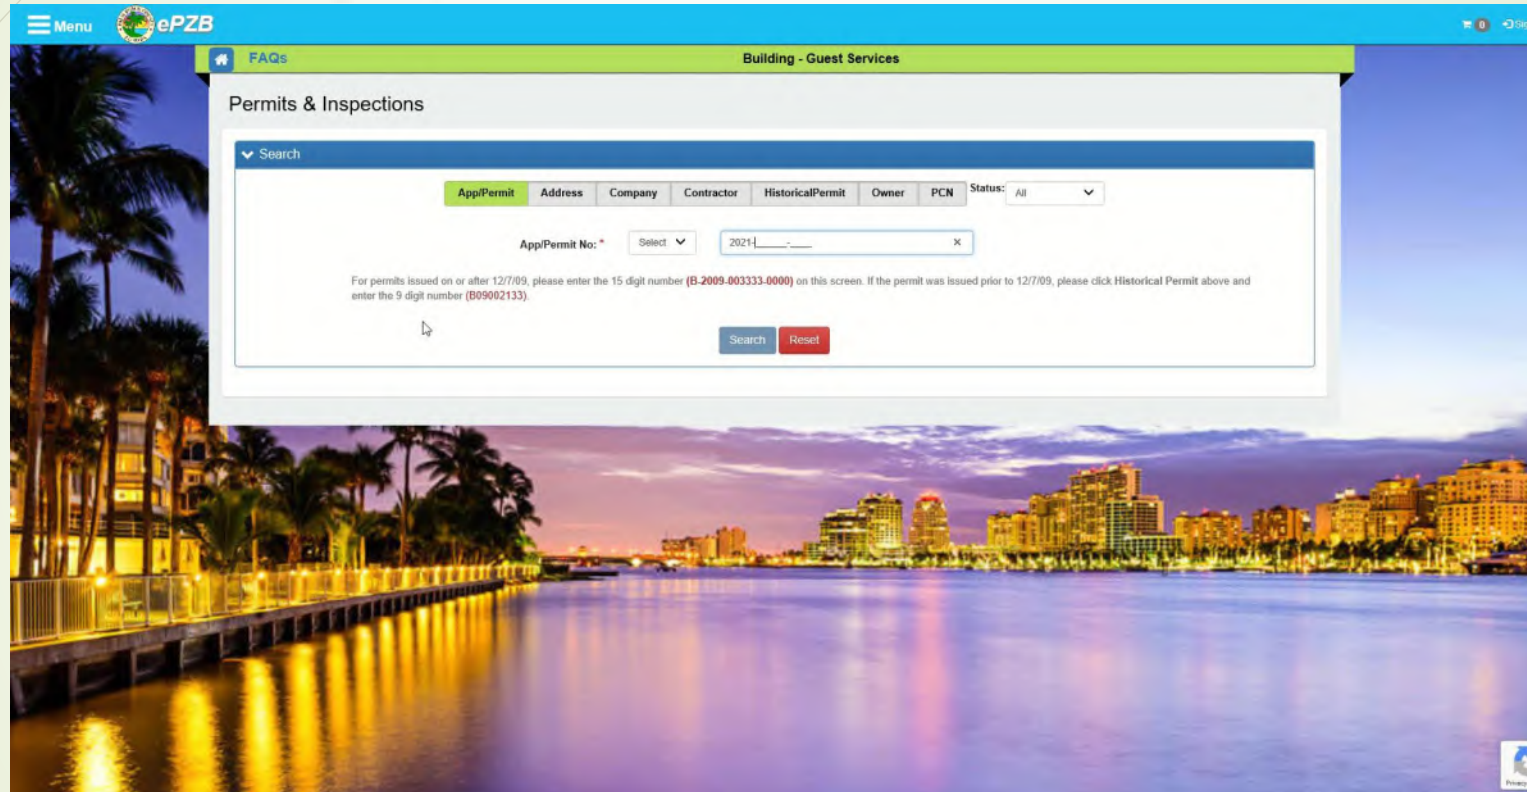 Menu ePZB 0
FAQs Building - Guest Services
Permits & Inspections
Search
App/Permit Address Company Contractor HistoricalPermit Owner PCN Status: All
App/Permit No: * Select 2021-______-____ ×
For permits issued on or after 12/7/09, please enter the 15 digit number (B-2009-003333-0000) on this screen. If the permit was issued prior to 12/7/09, please click Historical Permit above and
enter the 9 digit number (B09002133).
Search Reset